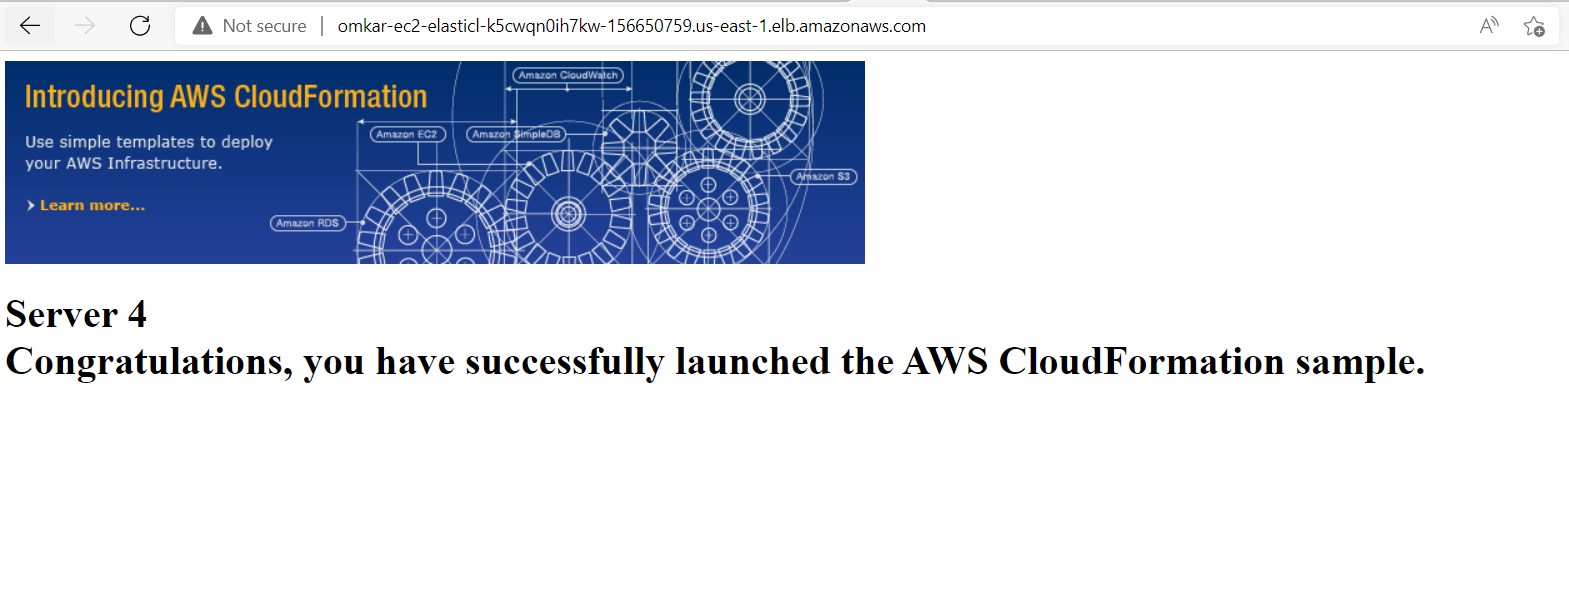 Not secure | omkar-ec2-elasticl-k5cwqn0ih7kw-156650759.us-east-1.elb.amazonaws.com
Introducing AWS CloudFormation
Use simple templates to deploy
your AWS Infrastructure.
Learn more...
Amazon CloudWatch
Amazon EC2
Amazon SimpleDB
Amazon S3
Amazon RDS
Server 4
Congratulations, you have successfully launched the AWS CloudFormation sample.